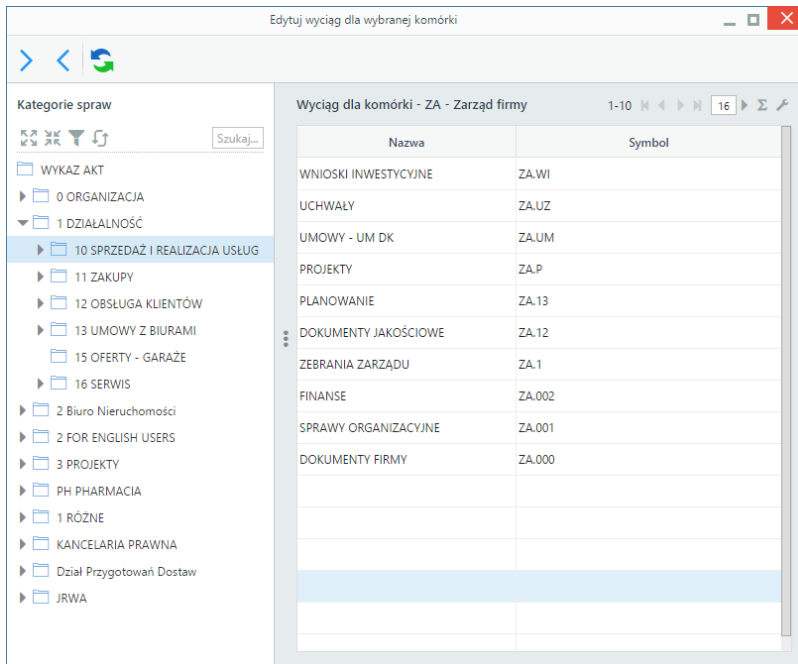 Edytuj wyciąg dla wybranej komórki
Kategorie spraw
Szukaj...
WYKAZ AKT
0 ORGANIZACJA
1 DZIAŁALNOŚĆ
10 SPRZEDAŻ I REALIZACJA USŁUG
11 ZAKUPY
12 OBSŁUGA KLIENTÓW
13 UMOWY Z BIURAMI
15 OFERTY - GARAŻE
16 SERWIS
2 Biuro Nieruchomości
2 FOR ENGLISH USERS
3 PROJEKTY
PH PHARMACIA
1 RÓŻNE
KANCELARIA PRAWNA
Dział Przygotowań Dostaw
JRWA
Wyciąg dla komórki - ZA - Zarząd firmy 1-10 16 Σ
Nazwa Symbol
WNIOSKI INWESTYCYJNE ZA.WI
UCHWAŁY ZA.UZ
UMOWY - UM DK ZA.UM
PROJEKTY ZA.P
PLANOWANIE ZA.13
DOKUMENTY JAKOŚCIOWE ZA.12
ZEBRANIA ZARZĄDU ZA.1
FINANSE ZA.002
SPRAWY ORGANIZACYJNE ZA.001
DOKUMENTY FIRMY ZA.000